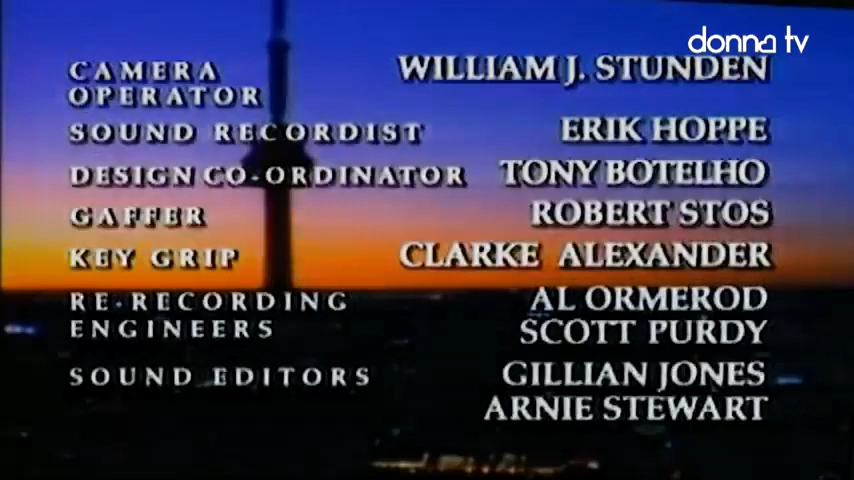 donna tv
CAMERA OPERATOR WILLIAM J. STUNDEN
SOUND RECORDIST ERIK HOPPE
DESIGN CO-ORDINATOR TONY BOTELHO
GAFFER ROBERT STOS
KEY GRIP CLARKE ALEXANDER
RE-RECORDING AL ORMEROD
ENGINEERS SCOTT PURDY
SOUND EDITORS GILLIAN JONES
ARNIE STEWART